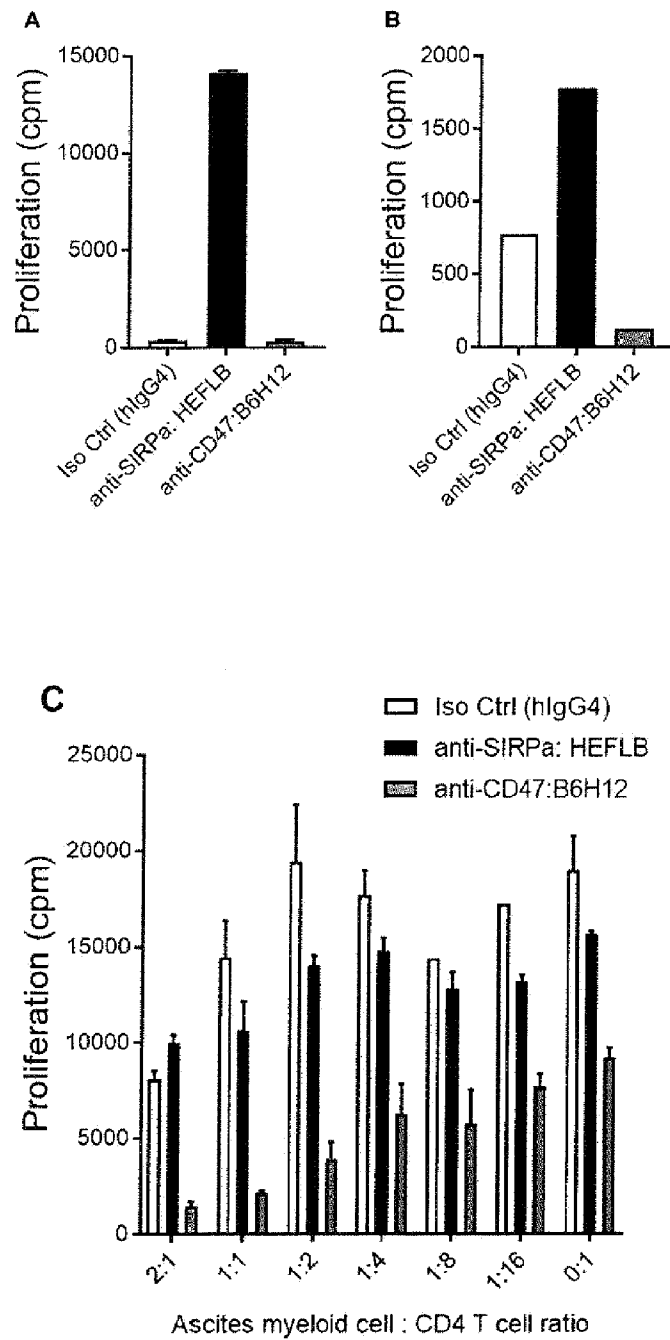 A
Proliferation (cpm)
15000
10000
5000
0
Iso Ctrl (hIgG4)
anti-SIRPa: HEFLB
anti-CD47:B6H12
B
Proliferation (cpm)
2000
1500
1000
500
0
Iso Ctrl (hIgG4)
anti-SIRPa: HEFLB
anti-CD47:B6H12
C
Iso Ctrl (hIgG4)
anti-SIRPa: HEFLB
anti-CD47:B6H12
Proliferation (cpm)
25000
20000
15000
10000
5000
0
2:1
1:1
1:2
1:4
1:8
1:16
0:1
Ascites myeloid cell : CD4 T cell ratio